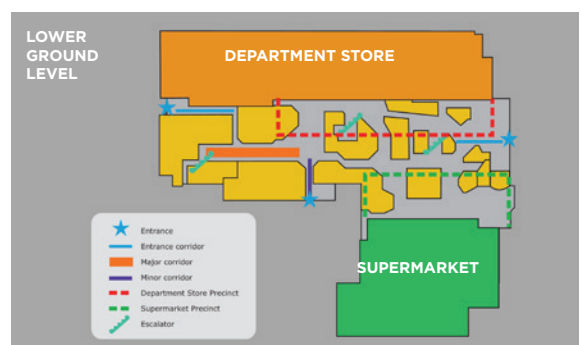 LOWER
GROUND
LEVEL
DEPARTMENT STORE
SUPERMARKET
Entrance
Entrance corridor
Major corridor
Minor corridor
Department Store Precinct
Supermarket Precinct
Escalator